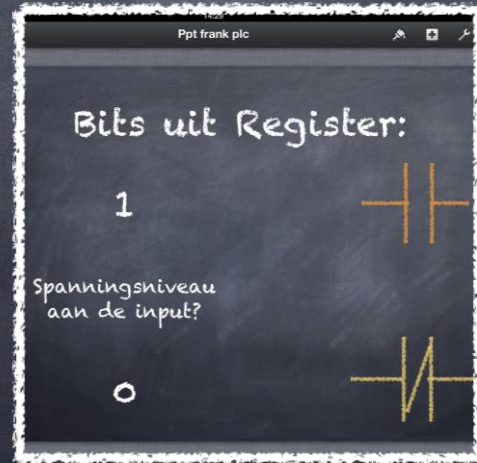 14:29
Ppt frank plc
Bits uit Register:
1
Spanningsniveau
aan de input?
0